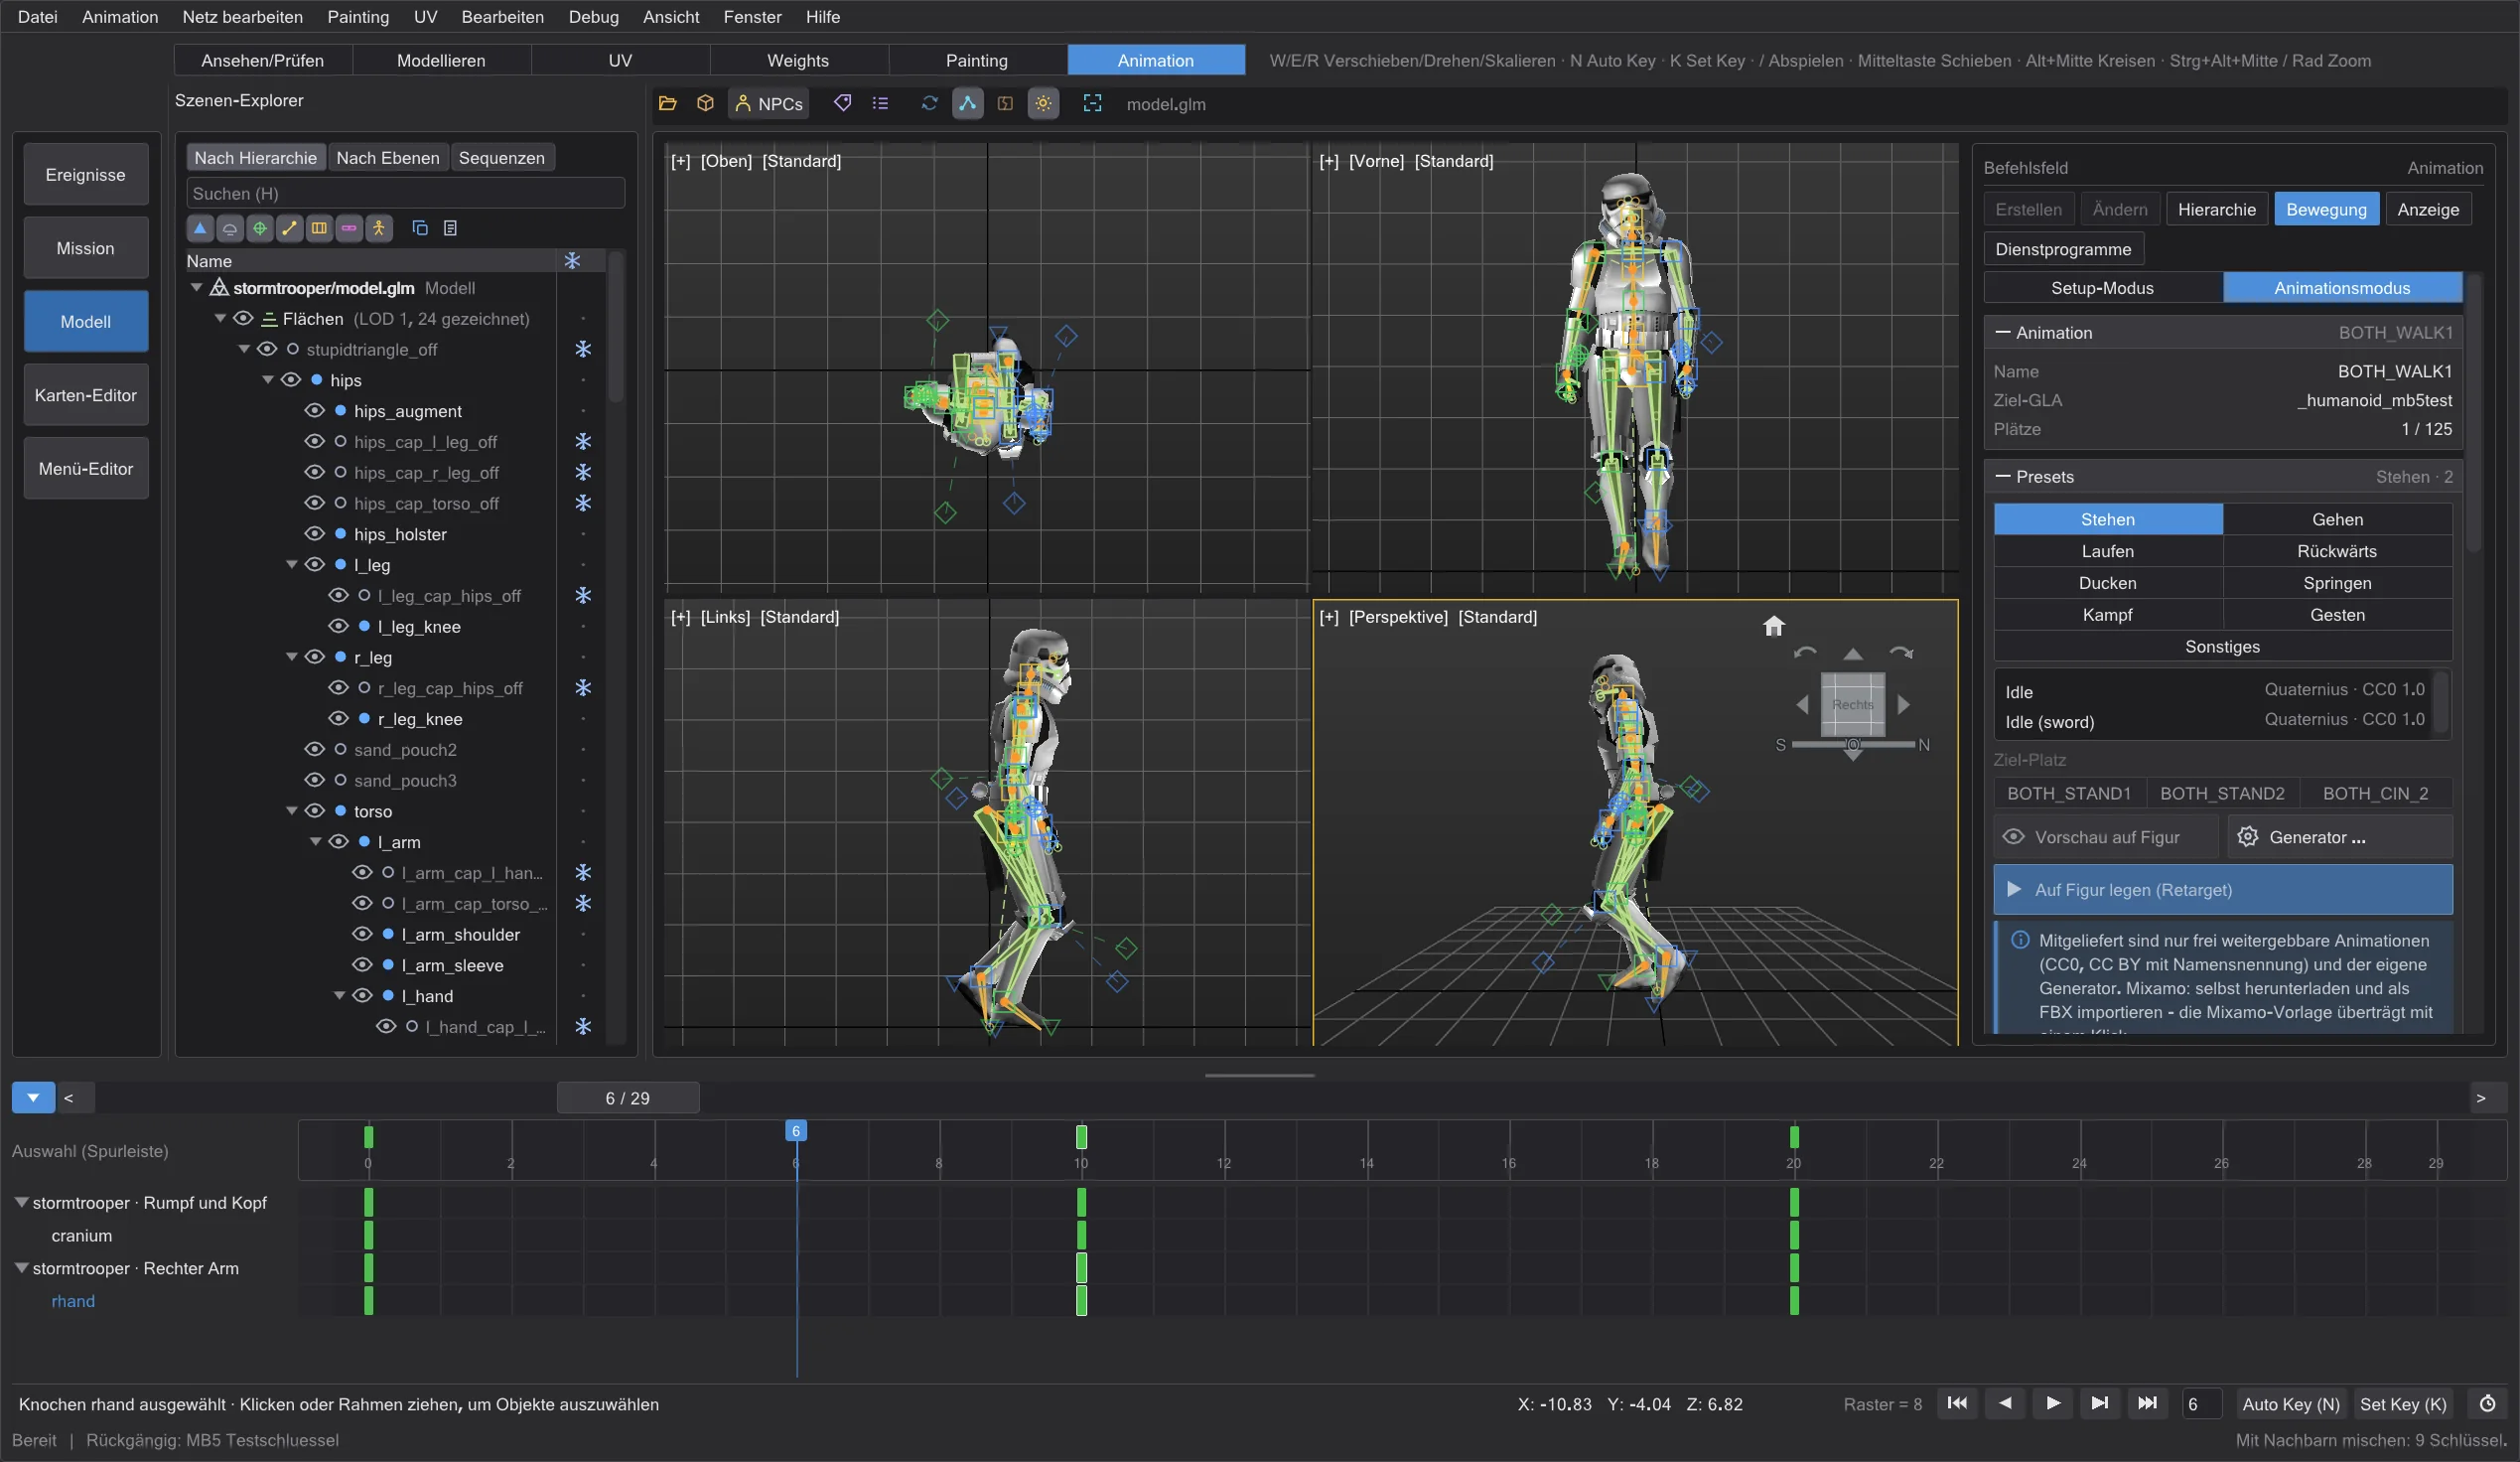 Datei Animation Netz bearbeiten Painting UV Bearbeiten Debug Ansicht Fenster Hilfe
Ansehen/Prüfen Modellieren UV Weights Painting Animation W/E/R Verschieben/Drehen/Skalieren · N Auto Key · K Set Key · / Abspielen · Mitteltaste Schieben · Alt+Mitte Kreisen · Strg+Alt+Mitte / Rad Zoom
Szenen-Explorer
NPCs model.glm
Ereignisse
Mission
Modell
Karten-Editor
Menü-Editor
Nach Hierarchie Nach Ebenen Sequenzen
Suchen (H)
Name
stormtrooper/model.glm Modell
Flächen (LOD 1, 24 gezeichnet)
stupidtriangle_off
hips
hips_augment
hips_cap_l_leg_off
hips_cap_r_leg_off
hips_cap_torso_off
hips_holster
l_leg
l_leg_cap_hips_off
l_leg_knee
r_leg
r_leg_cap_hips_off
r_leg_knee
sand_pouch2
sand_pouch3
torso
l_arm
l_arm_cap_l_han...
l_arm_cap_torso_...
l_arm_shoulder
l_arm_sleeve
l_hand
l_hand_cap_l_...
[+] [Oben] [Standard]
[+] [Vorne] [Standard]
[+] [Links] [Standard]
[+] [Perspektive] [Standard]
Rechts
S O N
Befehlsfeld Animation
Erstellen Ändern Hierarchie Bewegung Anzeige
Dienstprogramme
Setup-Modus Animationsmodus
Animation BOTH_WALK1
Name BOTH_WALK1
Ziel-GLA _humanoid_mb5test
Plätze 1 / 125
Presets Stehen · 2
Stehen Gehen
Laufen Rückwärts
Ducken Springen
Kampf Gesten
Sonstiges
Idle Quaternius · CC0 1.0
Idle (sword) Quaternius · CC0 1.0
Ziel-Platz
BOTH_STAND1 BOTH_STAND2 BOTH_CIN_2
Vorschau auf Figur Generator ...
Auf Figur legen (Retarget)
Mitgeliefert sind nur frei weitergebbare Animationen
(CC0, CC BY mit Namensnennung) und der eigene
Generator. Mixamo: selbst herunterladen und als
FBX importieren - die Mixamo-Vorlage überträgt mit
einem Klick.
< 6 / 29 >
6
Auswahl (Spurleiste)
0 2 4 6 8 10 12 14 16 18 20 22 24 26 28 29
stormtrooper · Rumpf und Kopf
cranium
stormtrooper · Rechter Arm
rhand
Knochen rhand ausgewählt · Klicken oder Rahmen ziehen, um Objekte auszuwählen X: -10.83 Y: -4.04 Z: 6.82 Raster = 8 6 Auto Key (N) Set Key (K)
Bereit | Rückgängig: MB5 Testschluessel Mit Nachbarn mischen: 9 Schlüssel.